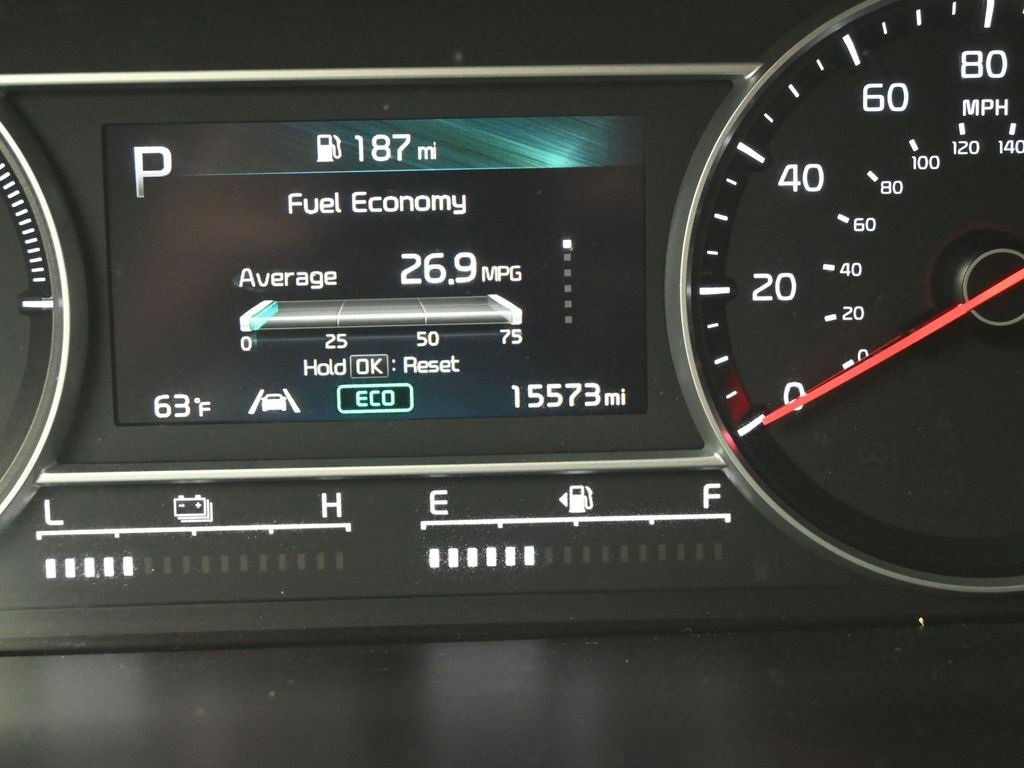 P
187 mi
Fuel Economy
Average 26.9 MPG
0 25 50 75
Hold OK : Reset
63°F ECO 15573 mi
L H
E F
0 20 40 60 80
MPH
0 20 40 60 80 100 120 140